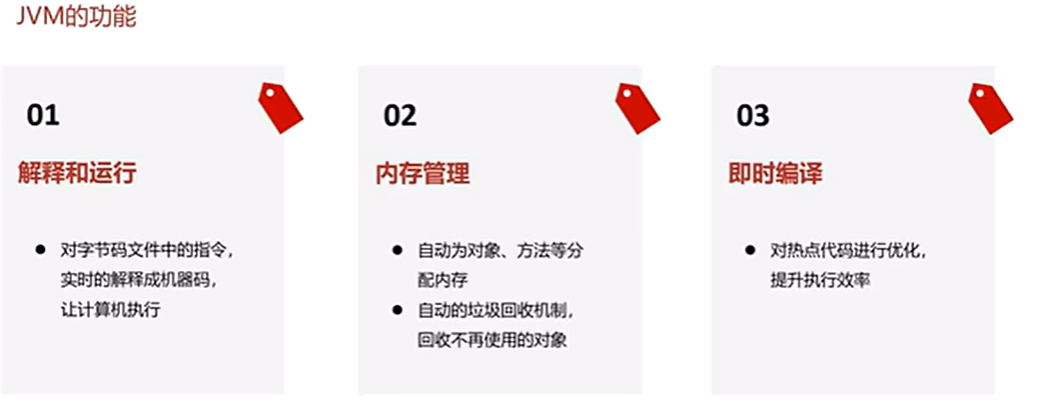 JVM的功能
01
解释和运行
● 对字节码文件中的指令，
实时的解释成机器码，
让计算机执行
02
内存管理
● 自动为对象、方法等分
配内存
● 自动的垃圾回收机制，
回收不再使用的对象
03
即时编译
● 对热点代码进行优化，
提升执行效率